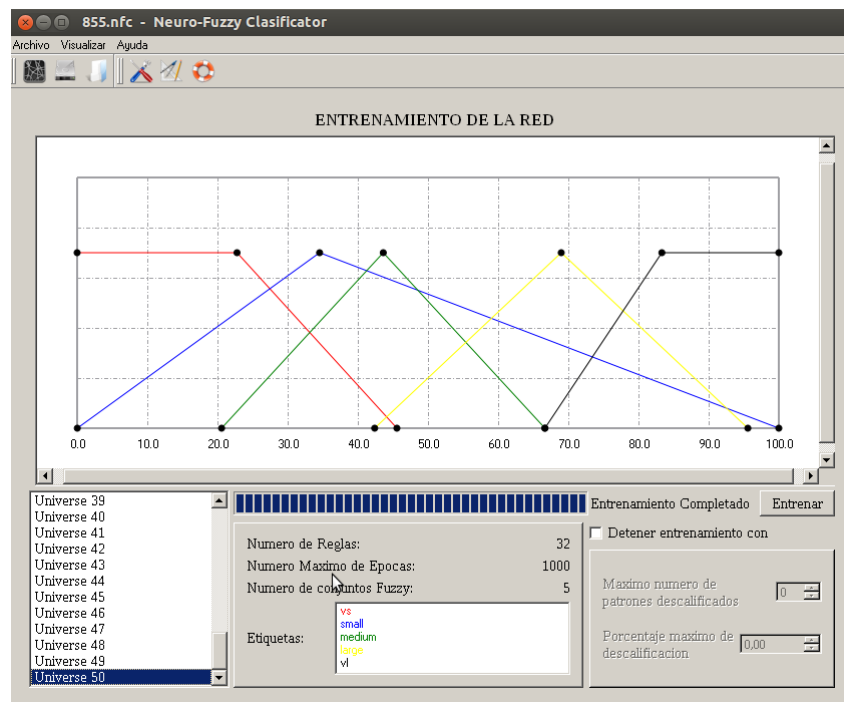 855.nfc - Neuro-Fuzzy Clasificator
Archivo Visualizar Ayuda
ENTRENAMIENTO DE LA RED
0.0 10.0 20.0 30.0 40.0 50.0 60.0 70.0 80.0 90.0 100.0
Universe 39
Universe 40
Universe 41
Universe 42
Universe 43
Universe 44
Universe 45
Universe 46
Universe 47
Universe 48
Universe 49
Universe 50
Entrenamiento Completado
Entrenar
Numero de Reglas: 32
Numero Maximo de Epocas: 1000
Numero de conjuntos Fuzzy: 5
Etiquetas:
vs
small
medium
large
vl
Detener entrenamiento con
Maximo numero de
patrones descalificados
0
Porcentaje maximo de
descalificacion
0,00